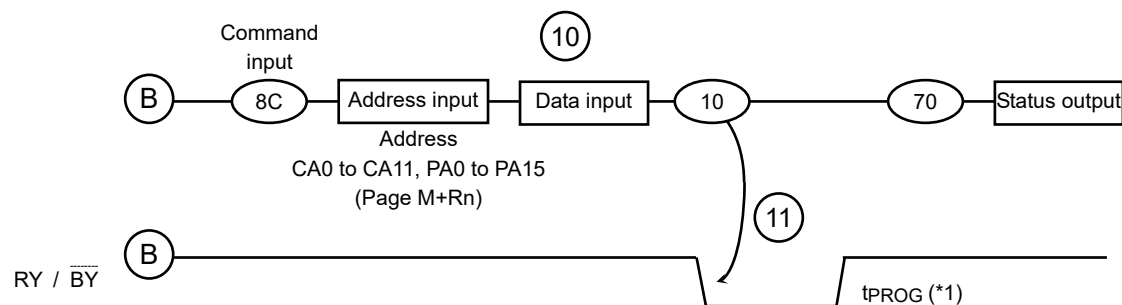 10
Command
input
B 8C Address input Data input 10 70 Status output
Address
CA0 to CA11, PA0 to PA15
(Page M+Rn)
11
B
RY / BY
tPROG (*1)